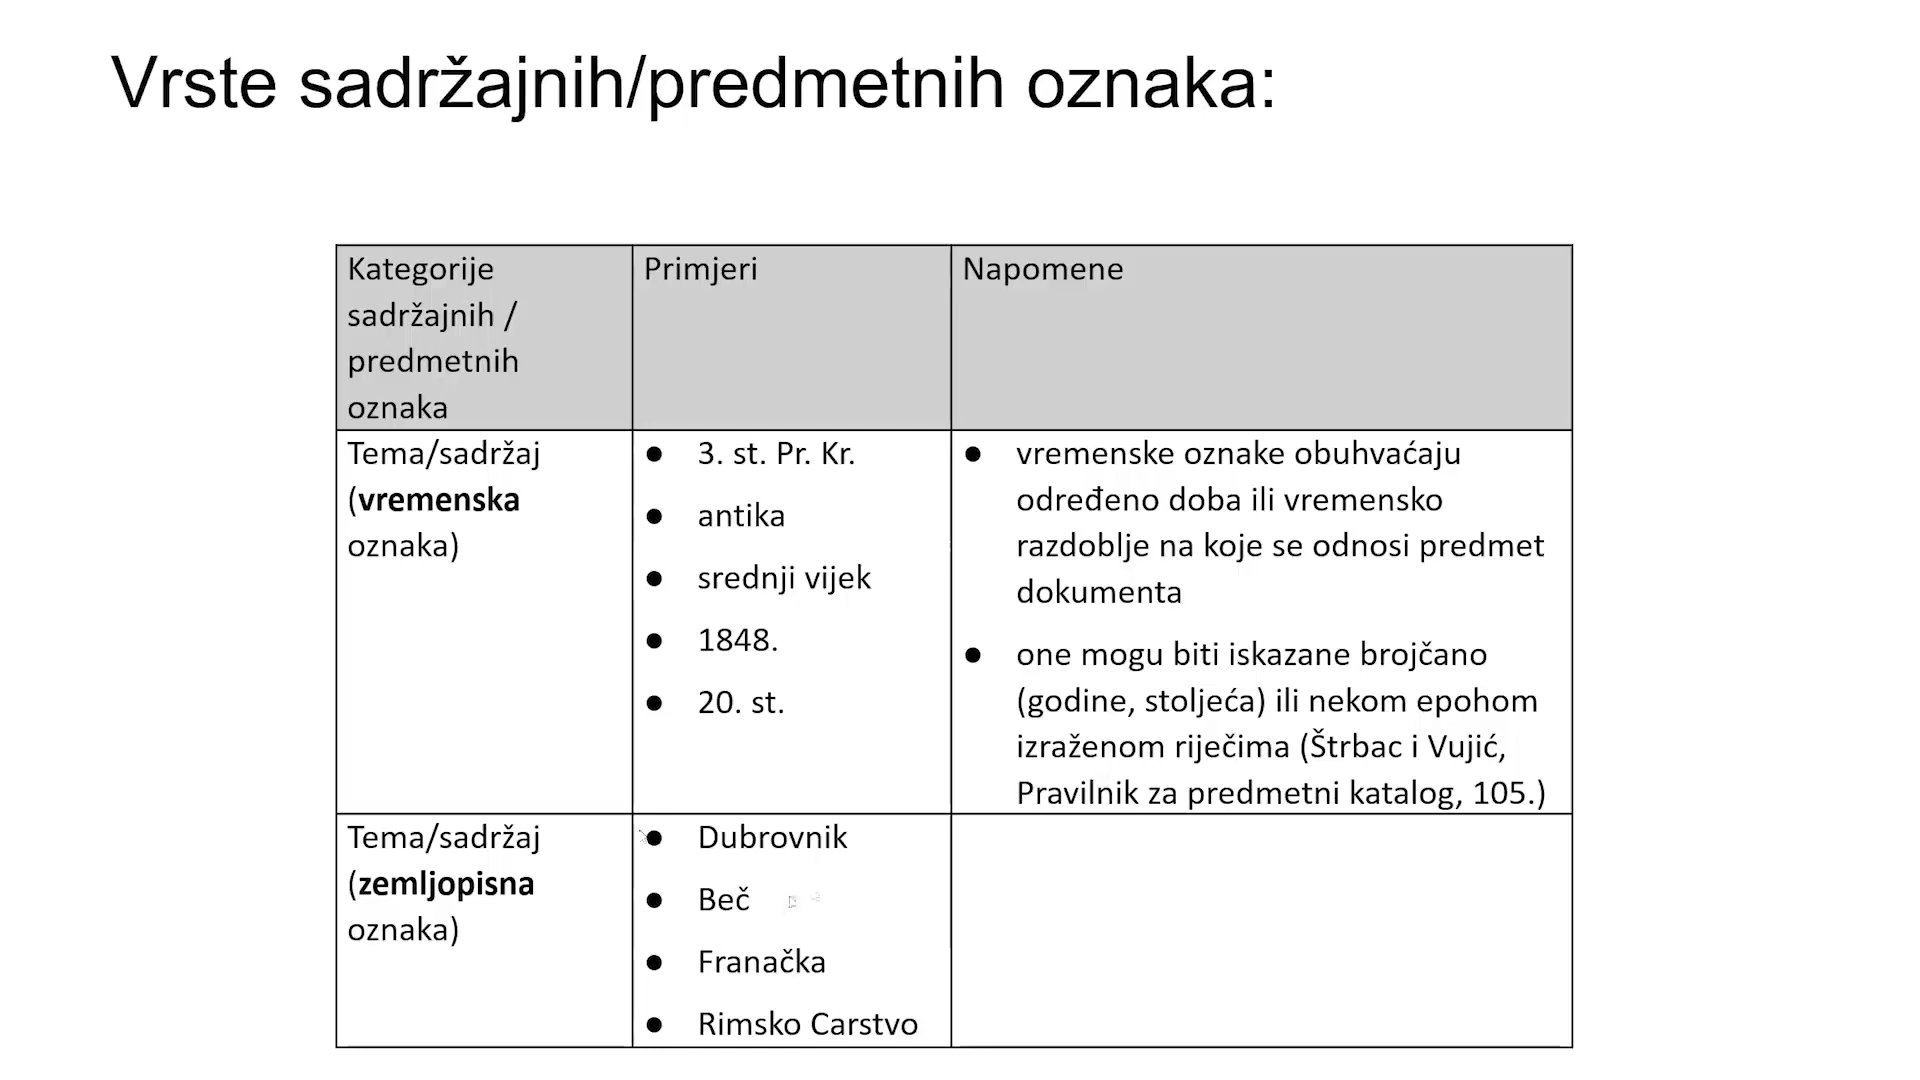 Vrste sadržajnih/predmetnih oznaka:
Kategorije
sadržajnih /
predmetnih
oznaka
Primjeri
Napomene
Tema/sadržaj
(vremenska
oznaka)
● 3. st. Pr. Kr.
● antika
● srednji vijek
● 1848.
● 20. st.
● vremenske oznake obuhvaćaju
određeno doba ili vremensko
razdoblje na koje se odnosi predmet
dokumenta
● one mogu biti iskazane brojčano
(godine, stoljeća) ili nekom epohom
izraženom riječima (Štrbac i Vujić,
Pravilnik za predmetni katalog, 105.)
Tema/sadržaj
(zemljopisna
oznaka)
● Dubrovnik
● Beč
● Franačka
● Rimsko Carstvo